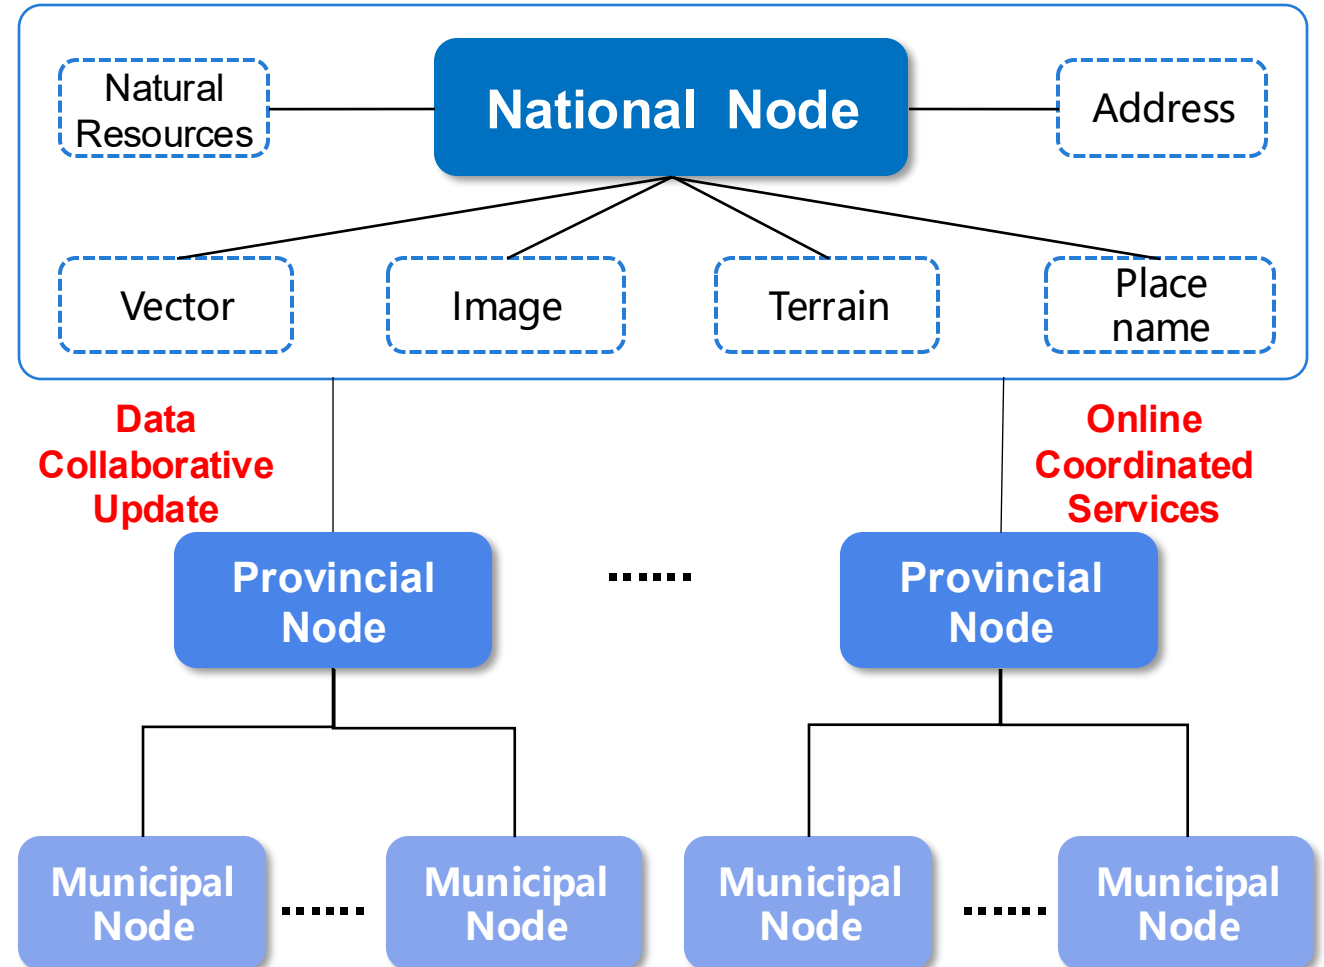 Natural
Resources
National Node
Address
Vector
Image
Terrain
Place
name
Data
Collaborative
Update
Online
Coordinated
Services
Provincial
Node
......
Provincial
Node
Municipal
Node
......
Municipal
Node
Municipal
Node
......
Municipal
Node